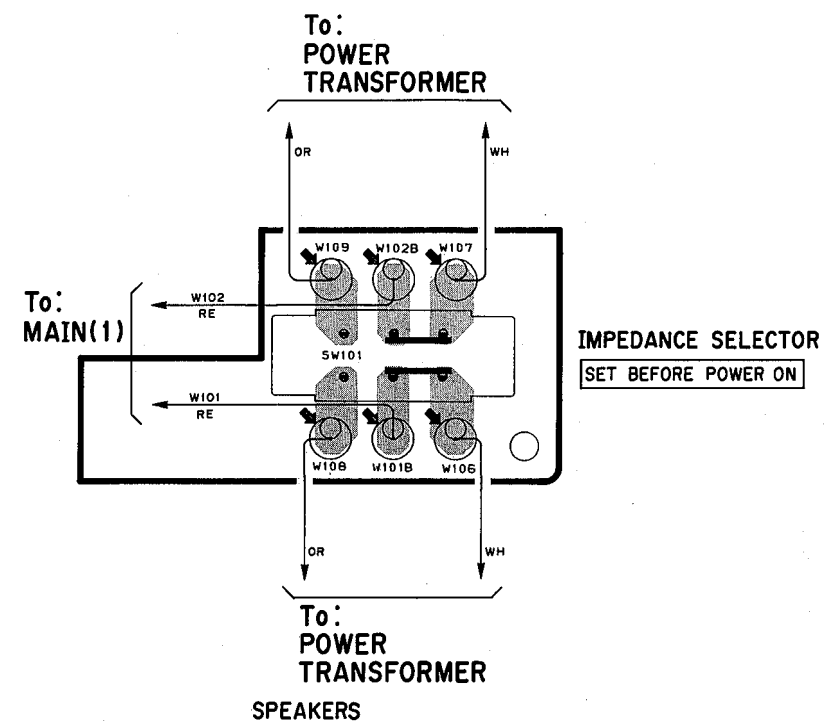 To:
POWER
TRANSFORMER
OR
WH
W109
W102B
W107
To:
MAIN(1)
W102
RE
SW101
IMPEDANCE SELECTOR
SET BEFORE POWER ON
W101
RE
W108
W101B
W106
OR
WH
To:
POWER
TRANSFORMER
SPEAKERS